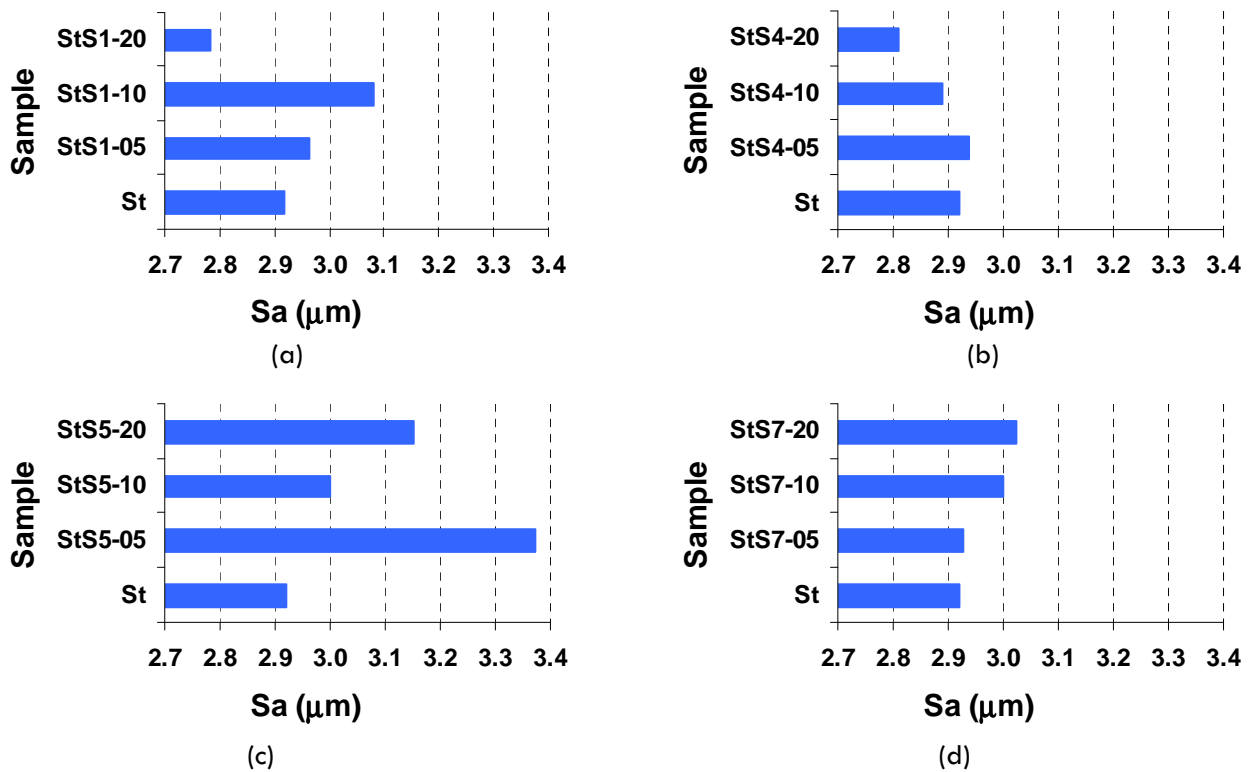 Sample
StS1-20
StS1-10
StS1-05
St
2.7 2.8 2.9 3.0 3.1 3.2 3.3 3.4
Sa (μm)
(a)
Sample
StS4-20
StS4-10
StS4-05
St
2.7 2.8 2.9 3.0 3.1 3.2 3.3 3.4
Sa (μm)
(b)
Sample
StS5-20
StS5-10
StS5-05
St
2.7 2.8 2.9 3.0 3.1 3.2 3.3 3.4
Sa (μm)
(c)
Sample
StS7-20
StS7-10
StS7-05
St
2.7 2.8 2.9 3.0 3.1 3.2 3.3 3.4
Sa (μm)
(d)